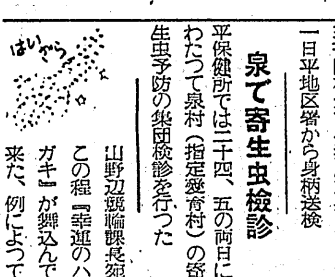 一日平地区署から身柄送検
泉で寄生虫檢診
平保健所では二十四、五の両日に
わたつて泉村（指定愛育村）の寄
生虫予防の集団検診を行つた
はいざら
山野辺競輪課長宛
この程『幸運のハ
ガキ』が舞込んで
来た、例によつて